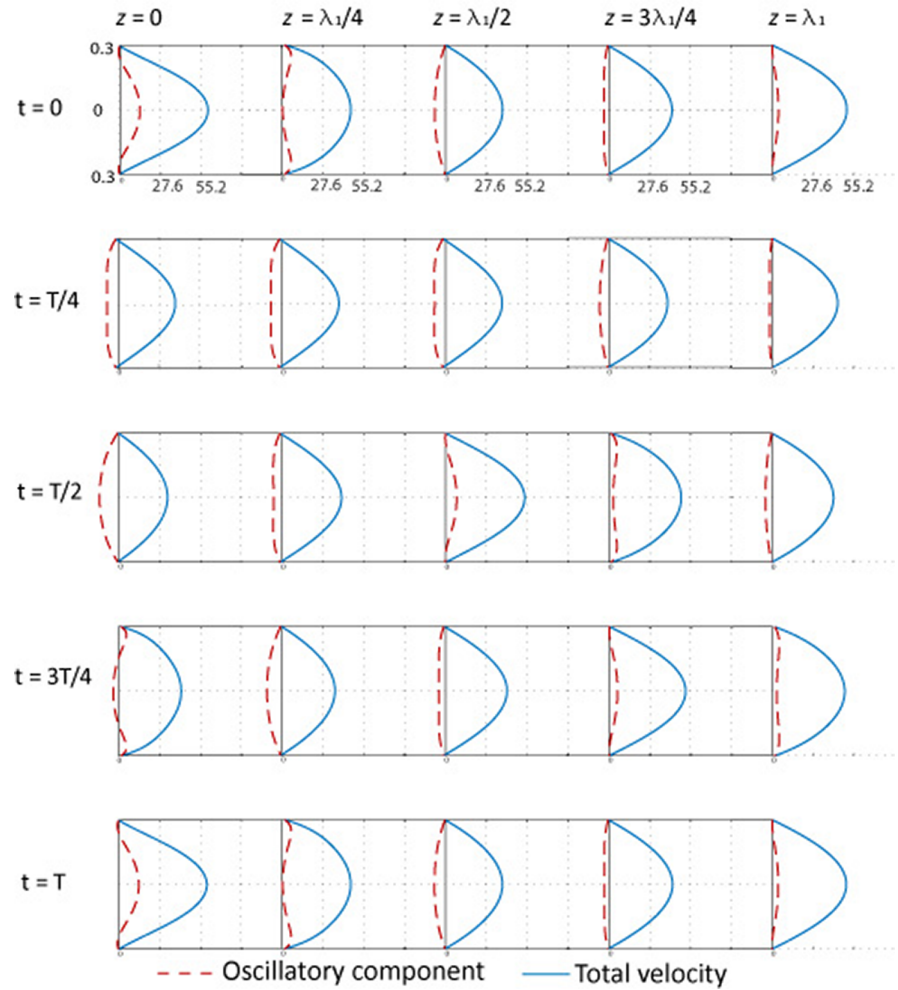 z = 0 z = λ₁/4 z = λ₁/2 z = 3λ₁/4 z = λ₁
0.3
t = 0 0
0.3
27.6 55.2 27.6 55.2 27.6 55.2 27.6 55.2 27.6 55.2
t = T/4
t = T/2
t = 3T/4
t = T
Oscillatory component Total velocity